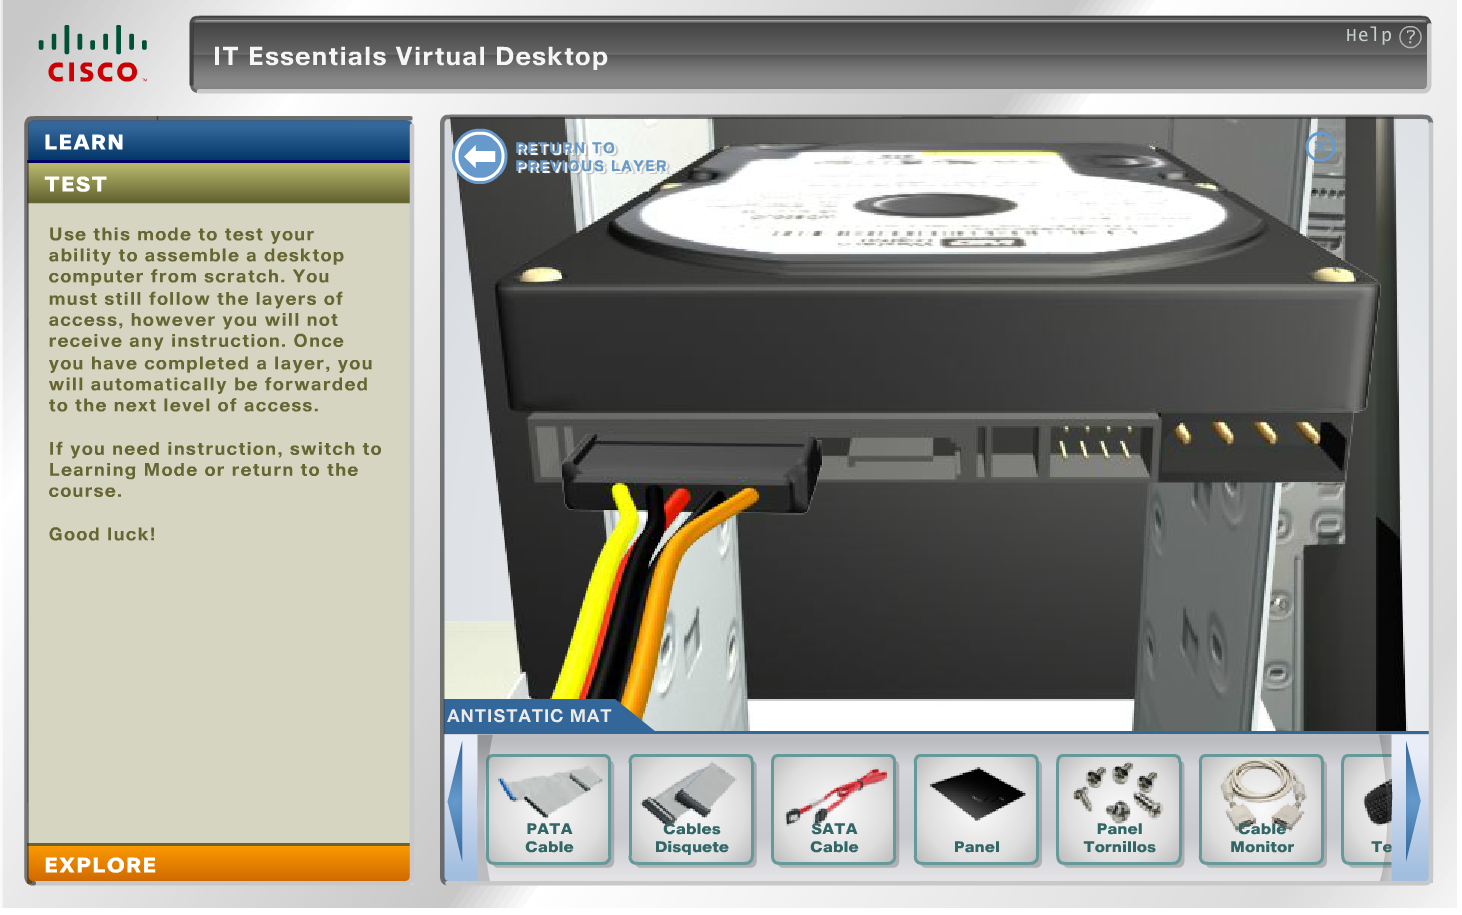 CISCO
IT Essentials Virtual Desktop
Help ?
LEARN
TEST
Use this mode to test your
ability to assemble a desktop
computer from scratch. You
must still follow the layers of
access, however you will not
receive any instruction. Once
you have completed a layer, you
will automatically be forwarded
to the next level of access.
If you need instruction, switch to
Learning Mode or return to the
course.
Good luck!
EXPLORE
RETURN TO
PREVIOUS LAYER
ANTISTATIC MAT
PATA
Cable
Cables
Disquete
SATA
Cable
Panel
Panel
Tornillos
Cable
Monitor
Te